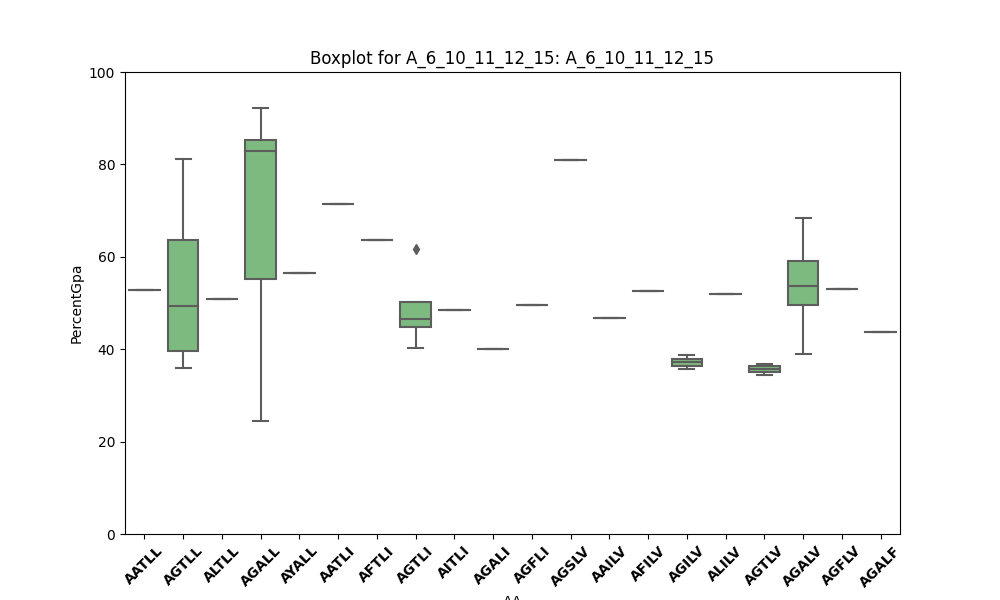 Boxplot for A_6_10_11_12_15: A_6_10_11_12_15
100
80
60
40
20
0
PercentGpa
AATLL
AGTLL
ALTLL
AGALL
AYALL
AATLI
AFTLI
AGTLI
AITLI
AGALI
AGFLI
AGSLV
AAILV
AFILV
AGILV
ALILV
AGTLV
AGALV
AGFLV
AGALF
AA